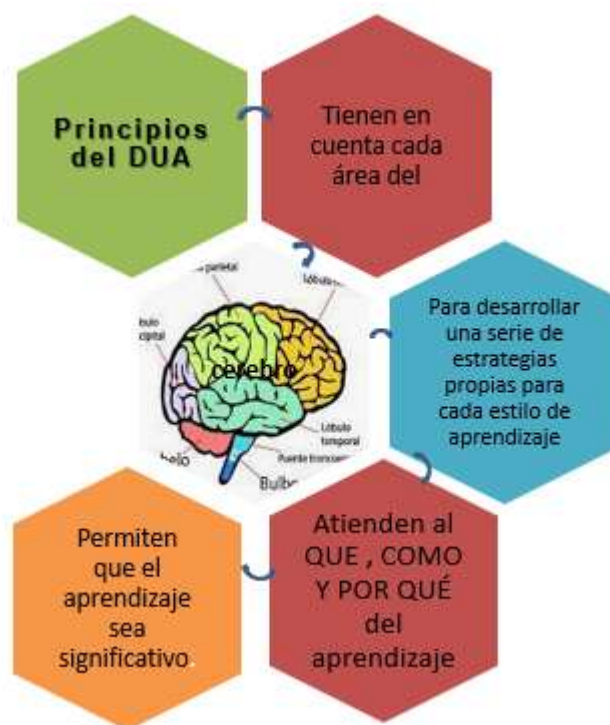 Principios
del DUA
Tienen en
cuenta cada
área del
cerebro
Lóbulo
temporal
Para desarrollar
una serie de
estrategias
propias para
cada estilo de
aprendizaje
Atienden al
QUE , COMO
Y POR QUÉ
del
aprendizaje
Permiten
que el
aprendizaje
sea
significativo.